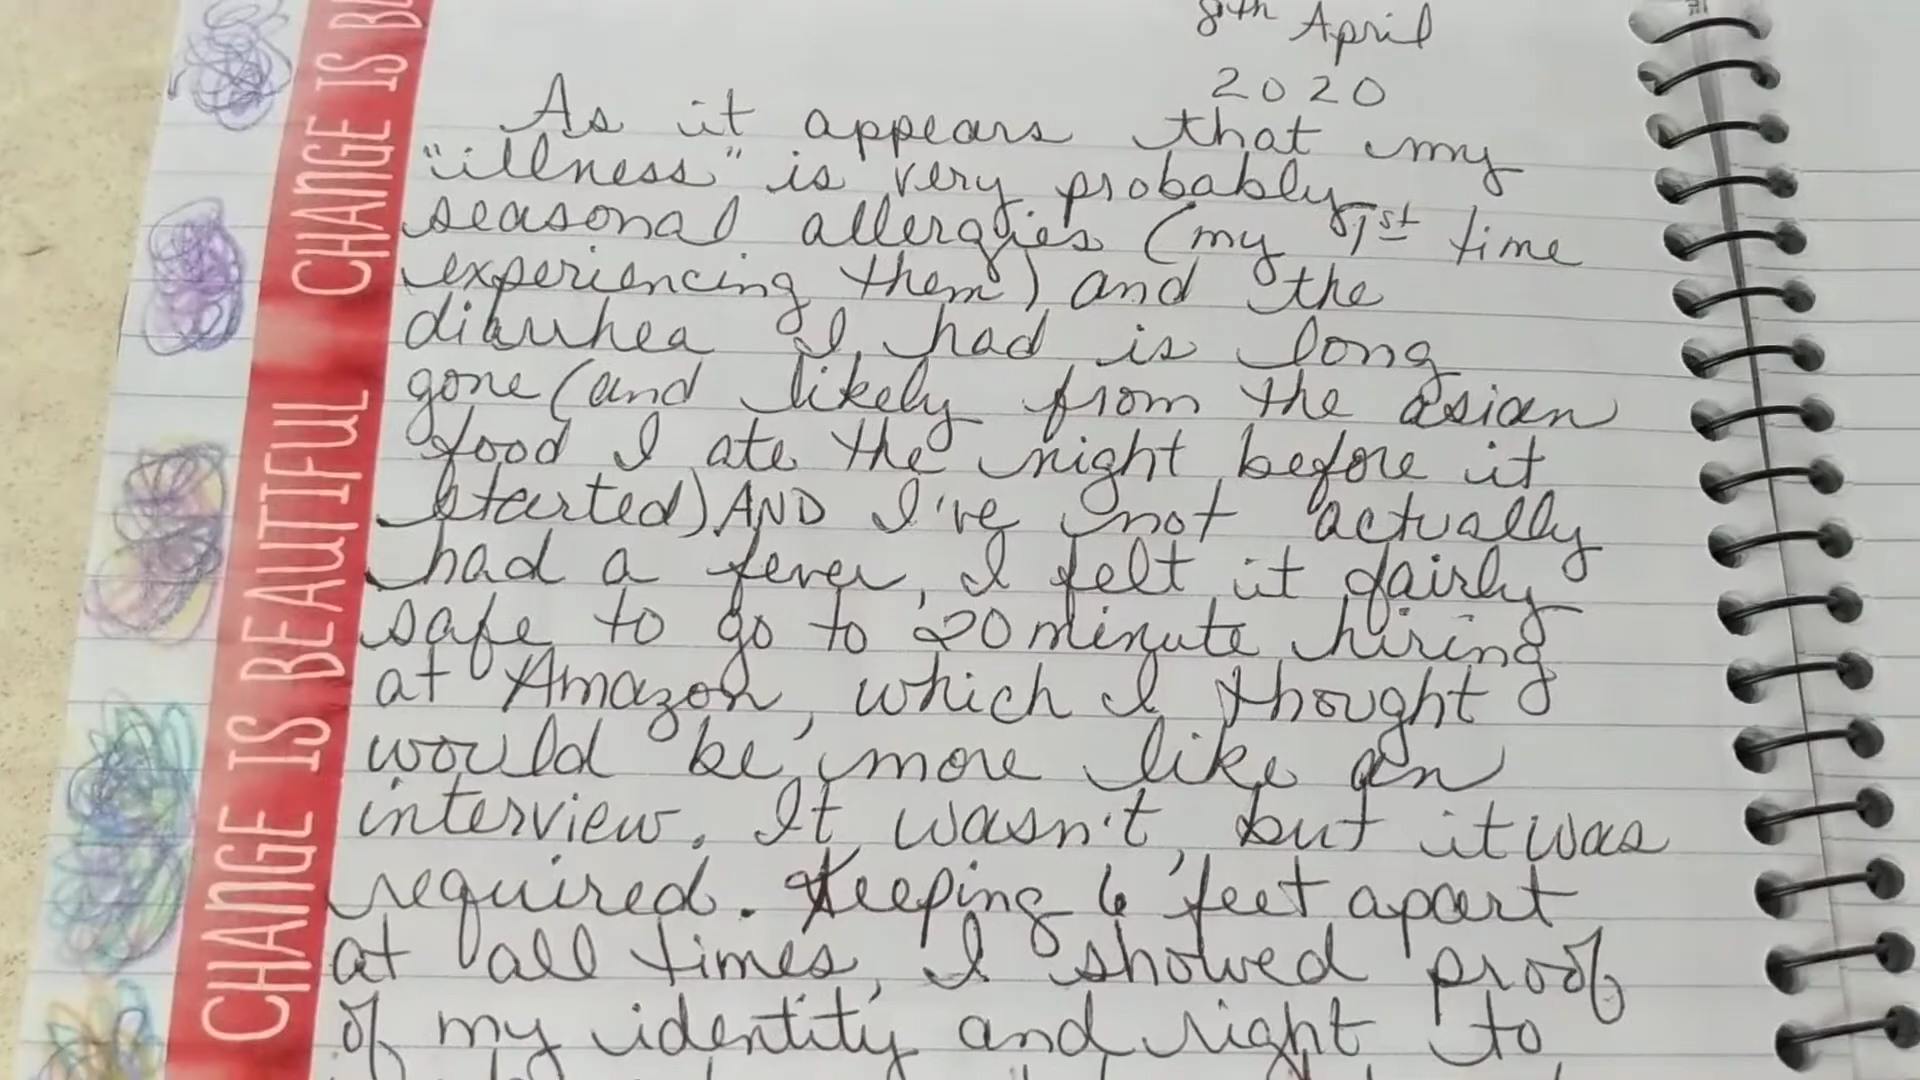 8th April
2020
As it appears that my
"illness" is very probably
seasonal allergies (my 1st time
experiencing them) and the
diarrhea I had is long
gone (and likely from the asian
food I ate the night before it
started) AND I've not actually
had a fever, I felt it fairly
safe to go to 20 minute hiring
at Amazon, which I thought
would be more like an
interview. It wasn't, but it was
required. Keeping 6 feet apart
at all times, I showed proof
of my identity and right to
CHANGE IS BEAUTIFUL
CHANGE IS